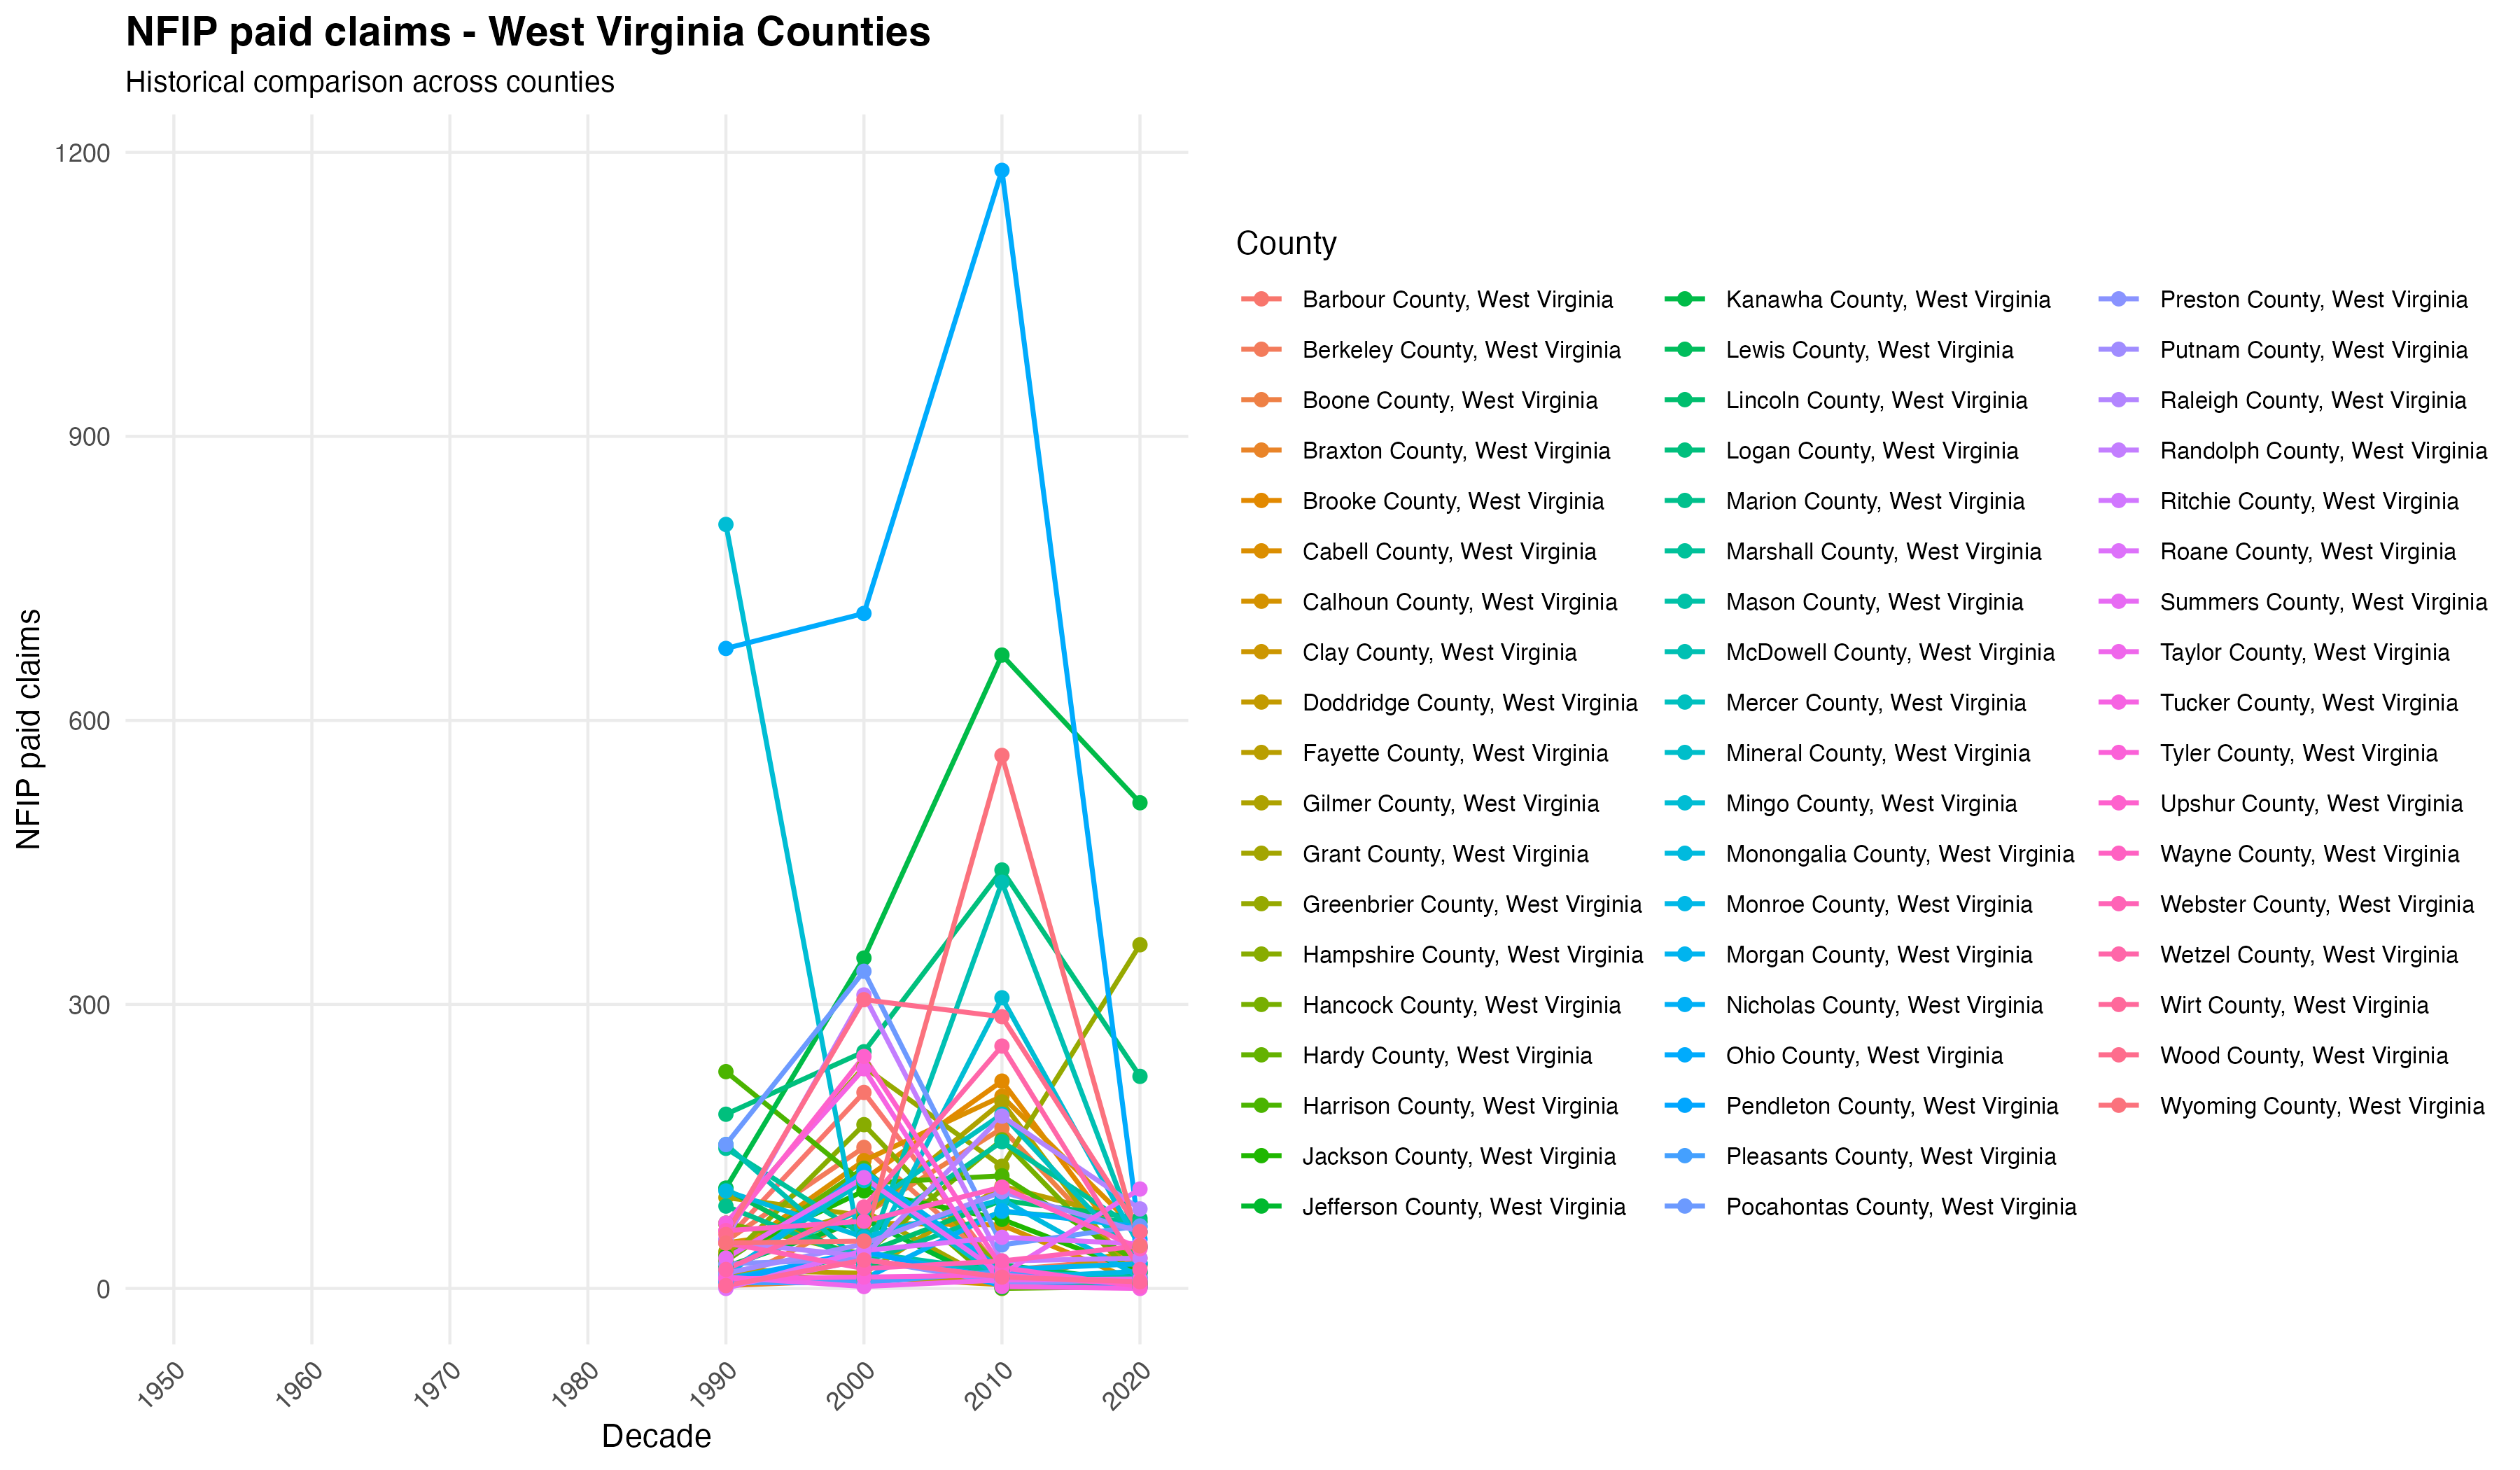 NFIP paid claims - West Virginia Counties
Historical comparison across counties
NFIP paid claims
1200
900
600
300
0
1950
1960
1970
1980
1990
2000
2010
2020
Decade
County
Barbour County, West Virginia
Berkeley County, West Virginia
Boone County, West Virginia
Braxton County, West Virginia
Brooke County, West Virginia
Cabell County, West Virginia
Calhoun County, West Virginia
Clay County, West Virginia
Doddridge County, West Virginia
Fayette County, West Virginia
Gilmer County, West Virginia
Grant County, West Virginia
Greenbrier County, West Virginia
Hampshire County, West Virginia
Hancock County, West Virginia
Hardy County, West Virginia
Harrison County, West Virginia
Jackson County, West Virginia
Jefferson County, West Virginia
Kanawha County, West Virginia
Lewis County, West Virginia
Lincoln County, West Virginia
Logan County, West Virginia
Marion County, West Virginia
Marshall County, West Virginia
Mason County, West Virginia
McDowell County, West Virginia
Mercer County, West Virginia
Mineral County, West Virginia
Mingo County, West Virginia
Monongalia County, West Virginia
Monroe County, West Virginia
Morgan County, West Virginia
Nicholas County, West Virginia
Ohio County, West Virginia
Pendleton County, West Virginia
Pleasants County, West Virginia
Pocahontas County, West Virginia
Preston County, West Virginia
Putnam County, West Virginia
Raleigh County, West Virginia
Randolph County, West Virginia
Ritchie County, West Virginia
Roane County, West Virginia
Summers County, West Virginia
Taylor County, West Virginia
Tucker County, West Virginia
Tyler County, West Virginia
Upshur County, West Virginia
Wayne County, West Virginia
Webster County, West Virginia
Wetzel County, West Virginia
Wirt County, West Virginia
Wood County, West Virginia
Wyoming County, West Virginia